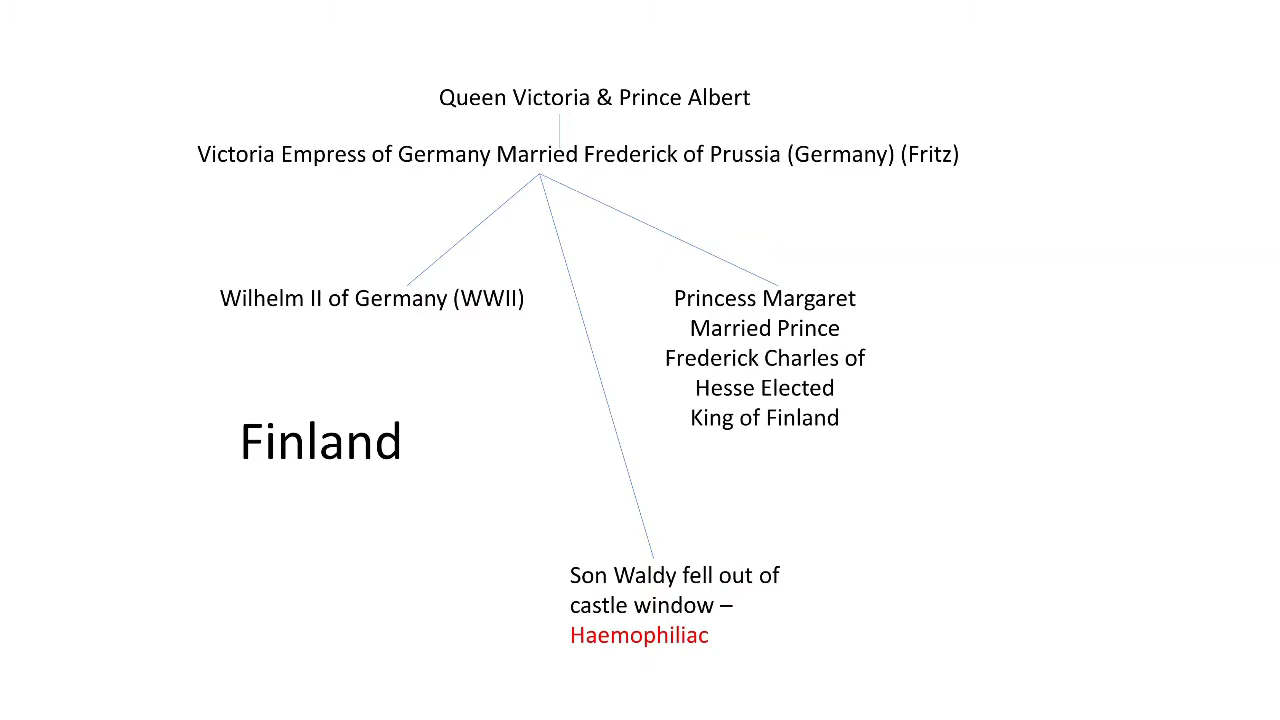 Queen Victoria & Prince Albert
Victoria Empress of Germany Married Frederick of Prussia (Germany) (Fritz)
Wilhelm II of Germany (WWII)
Princess Margaret
Married Prince
Frederick Charles of
Hesse Elected
King of Finland
Finland
Son Waldy fell out of
castle window –
Haemophiliac